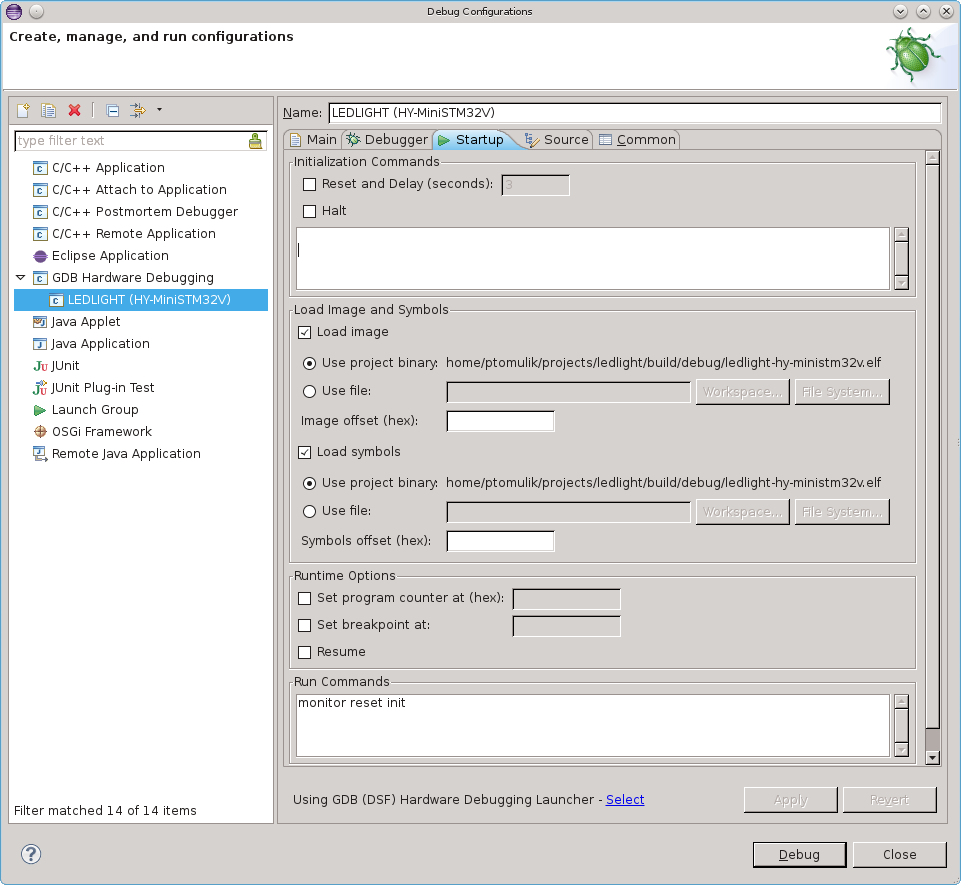 Debug Configurations
Create, manage, and run configurations
type filter text
C/C++ Application
C/C++ Attach to Application
C/C++ Postmortem Debugger
C/C++ Remote Application
Eclipse Application
GDB Hardware Debugging
LEDLIGHT (HY-MiniSTM32V)
Java Applet
Java Application
JUnit
JUnit Plug-in Test
Launch Group
OSGi Framework
Remote Java Application
Filter matched 14 of 14 items
Name: LEDLIGHT (HY-MiniSTM32V)
Main Debugger Startup Source Common
Initialization Commands
Reset and Delay (seconds): 3
Halt
Load Image and Symbols
Load image
Use project binary: home/ptomulik/projects/ledlight/build/debug/ledlight-hy-ministm32v.elf
Use file: Workspace... File System...
Image offset (hex):
Load symbols
Use project binary: home/ptomulik/projects/ledlight/build/debug/ledlight-hy-ministm32v.elf
Use file: Workspace... File System...
Symbols offset (hex):
Runtime Options
Set program counter at (hex):
Set breakpoint at:
Resume
Run Commands
monitor reset init
Using GDB (DSF) Hardware Debugging Launcher - Select
Apply Revert
Debug Close